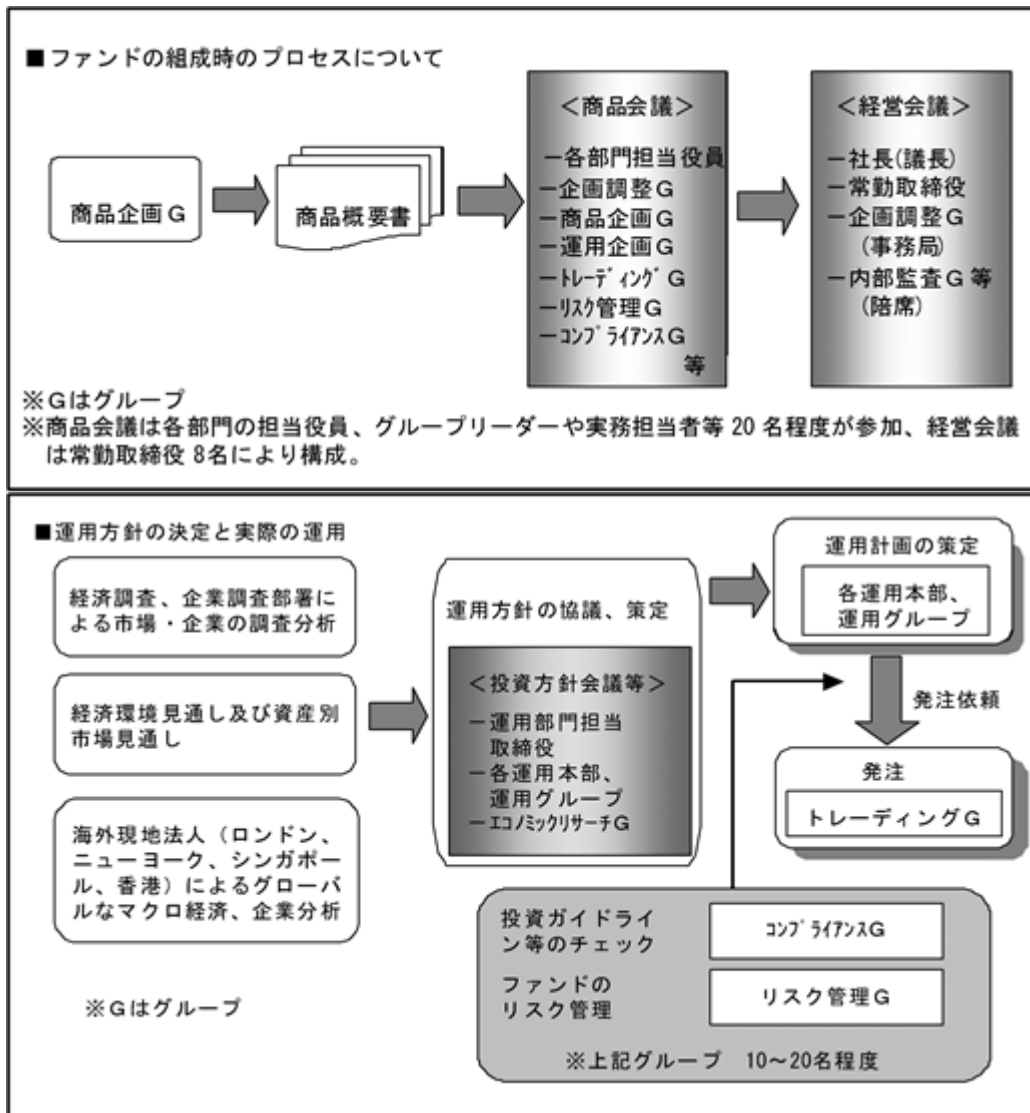 ■ファンドの組成時のプロセスについて
商品企画G
商品概要書
＜商品会議＞
－各部門担当役員
－企画調整G
－商品企画G
－運用企画G
－ﾄﾚｰﾃﾞｨﾝｸﾞG
－ﾘｽｸ管理G
－ｺﾝﾌﾟﾗｲｱﾝｽG
等
＜経営会議＞
－社長(議長)
－常勤取締役
－企画調整G
(事務局)
－内部監査G等
(陪席)
※Gはグループ
※商品会議は各部門の担当役員、グループリーダーや実務担当者等 20 名程度が参加、経営会議
は常勤取締役 8名により構成。
■運用方針の決定と実際の運用
経済調査、企業調査部署に
よる市場・企業の調査分析
経済環境見通し及び資産別
市場見通し
海外現地法人（ロンドン、
ニューヨーク、シンガポー
ル、香港）によるグローバ
ルなマクロ経済、企業分析
※Gはグループ
運用方針の協議、策定
＜投資方針会議等＞
－運用部門担当
取締役
－各運用本部、
運用グループ
－ｴｺﾉﾐｯｸﾘｻｰﾁG
運用計画の策定
各運用本部、
運用グループ
発注依頼
発注
トレーディングG
投資ガイドライ
ン等のチェック
ｺﾝﾌﾟﾗｲｱﾝｽG
ファンドの
リスク管理
リスク管理G
※上記グループ　10～20名程度